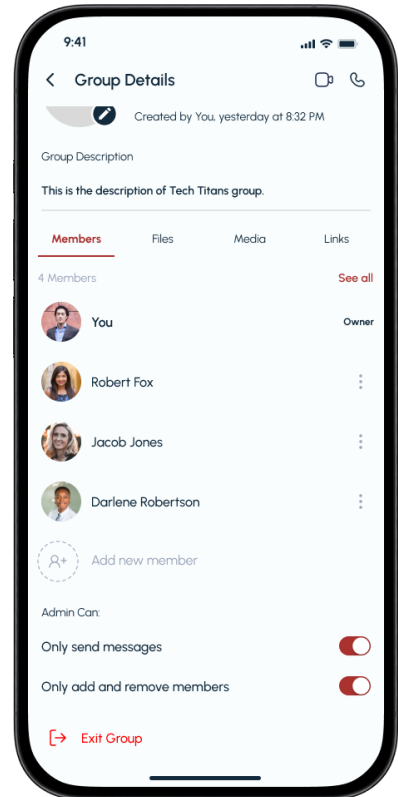 9:41
Group Details
Created by You, yesterday at 8:32 PM
Group Description
This is the description of Tech Titans group.
Members Files Media Links
4 Members See all
You Owner
Robert Fox
Jacob Jones
Darlene Robertson
Add new member
Admin Can:
Only send messages
Only add and remove members
Exit Group